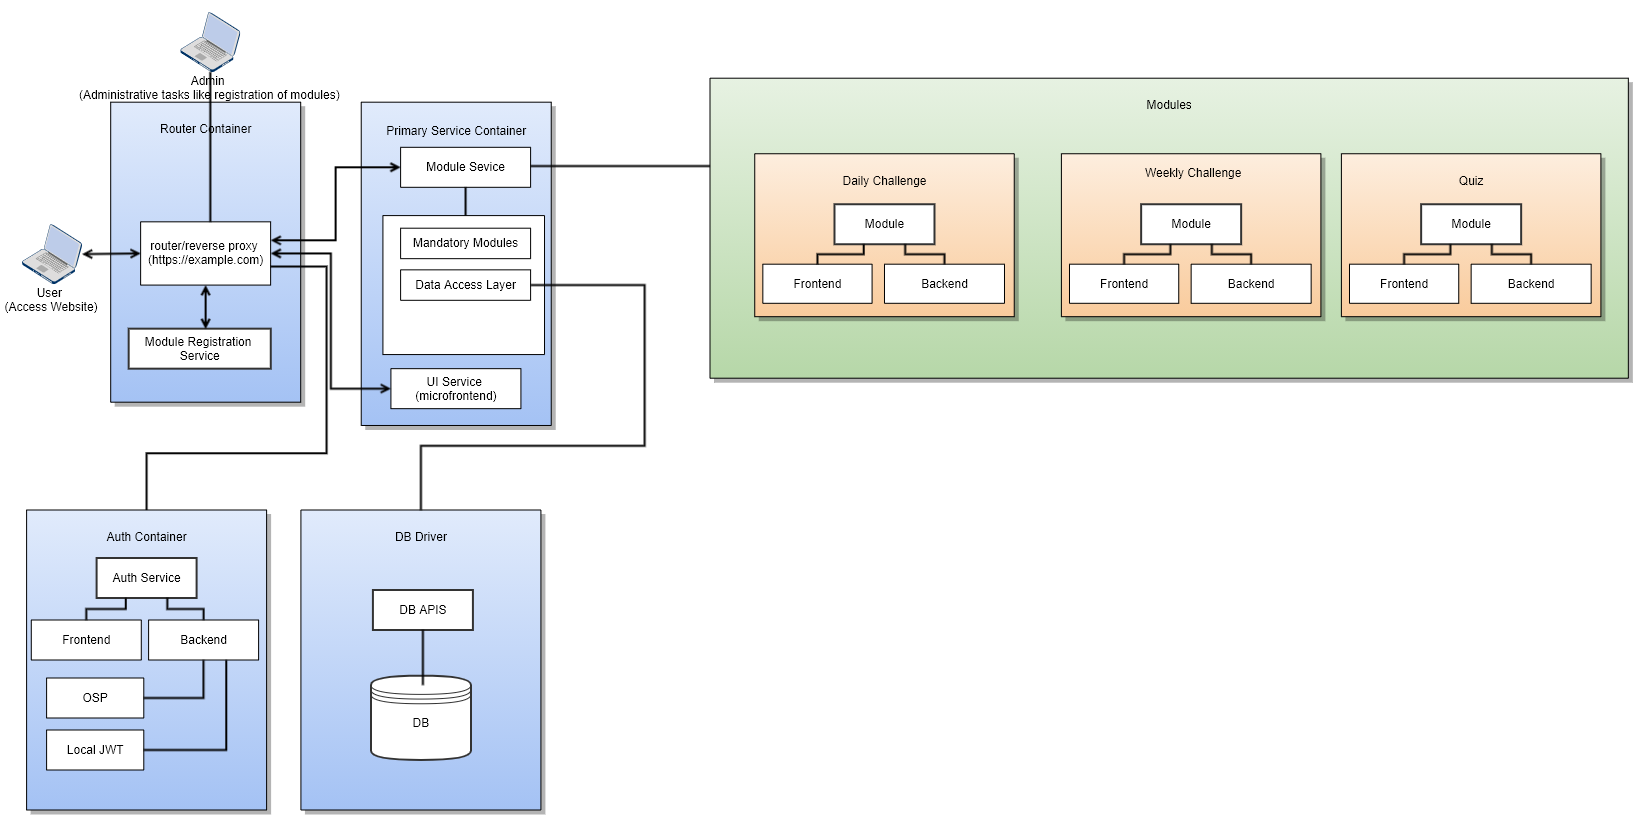 Admin
(Administrative tasks like registration of modules)
Router Container
router/reverse proxy
(https://example.com)
Module Registration
Service
User
(Access Website)
Primary Service Container
Module Sevice
Mandatory Modules
Data Access Layer
UI Service
(microfrontend)
Modules
Daily Challenge
Module
Frontend
Backend
Weekly Challenge
Module
Frontend
Backend
Quiz
Module
Frontend
Backend
Auth Container
Auth Service
Frontend
Backend
OSP
Local JWT
DB Driver
DB APIS
DB